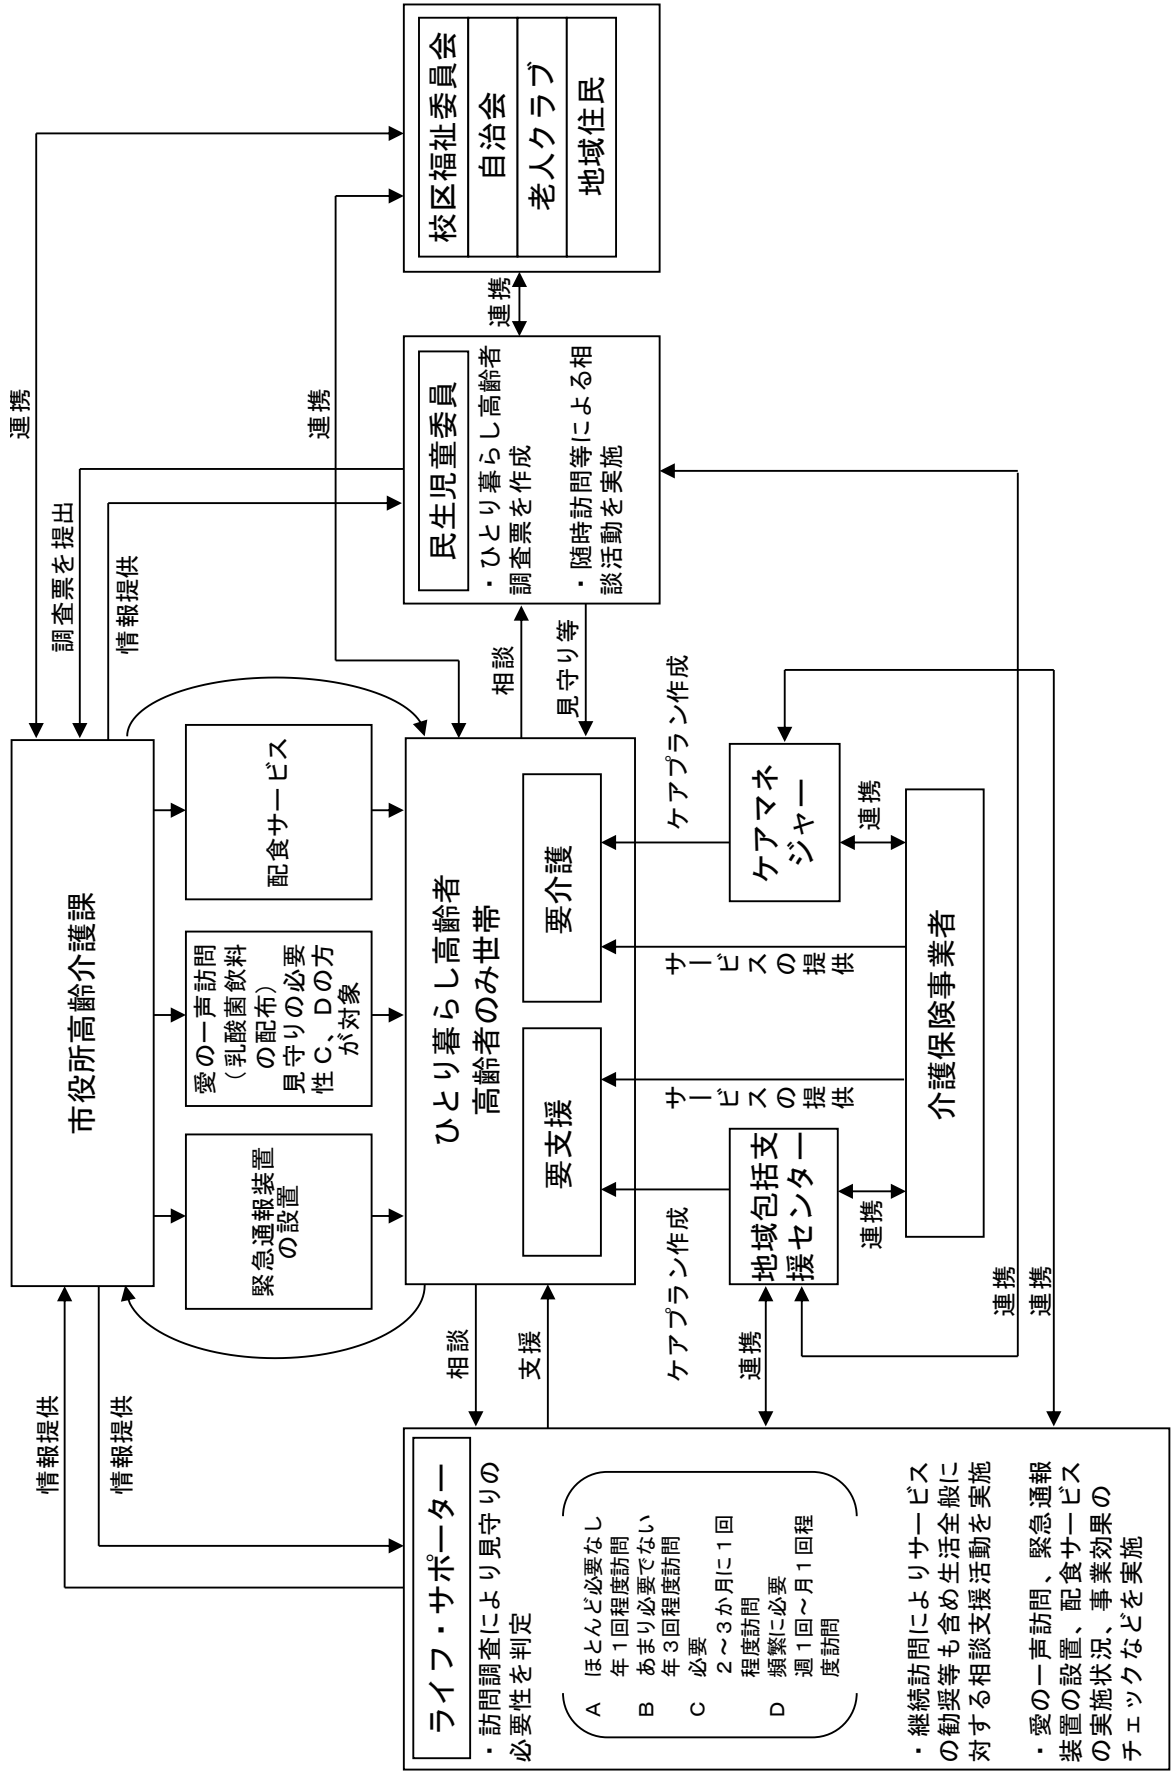 市役所高齢介護課
連携
調査票を提出
情報提供
情報提供
情報提供
緊急通報装置
の設置
愛の一声訪問
（乳酸菌飲料
の配布）
見守りの必要
性Ｃ、Ｄの方
が対象
配食サービス
連携
ライフ・サポーター
・訪問調査により見守りの
必要性を判定
Ａ　ほとんど必要なし
年１回程度訪問
Ｂ　あまり必要でない
年３回程度訪問
Ｃ　必要
２～３か月に１回
程度訪問
Ｄ　頻繁に必要
週１回～月１回程
度訪問
・継続訪問によりサービス
の勧奨等も含め生活全般に
対する相談支援活動を実施
・愛の一声訪問、緊急通報
装置の設置、配食サービス
の実施状況、事業効果の
チェックなどを実施
相談
支援
ひとり暮らし高齢者
高齢者のみ世帯
要支援
要介護
相談
見守り等
民生児童委員
・ひとり暮らし高齢者
調査票を作成
・随時訪問等による相
談活動を実施
連携
校区福祉委員会
自治会
老人クラブ
地域住民
ケアプラン作成
サービスの提供
サービスの提供
ケアプラン作成
連携
地域包括支
援センター
ケアマネ
ジャー
連携
連携
介護保険事業者
連携
連携